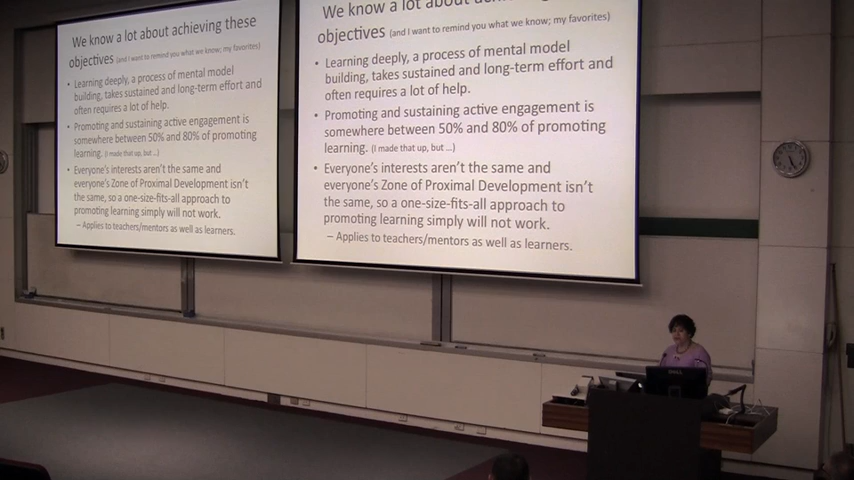 We know a lot about achieving these
objectives (and I want to remind you what we know; my favorites)
• Learning deeply, a process of mental model
building, takes sustained and long-term effort and
often requires a lot of help.
• Promoting and sustaining active engagement is
somewhere between 50% and 80% of promoting
learning. (I made that up, but ...)
• Everyone's interests aren't the same and
everyone's Zone of Proximal Development isn't
the same, so a one-size-fits-all approach to
promoting learning simply will not work.
– Applies to teachers/mentors as well as learners.
We know a lot about
objectives (and I want to remind you what we know; my favorites)
• Learning deeply, a process of mental model
building, takes sustained and long-term effort and
often requires a lot of help.
• Promoting and sustaining active engagement is
somewhere between 50% and 80% of promoting
learning. (I made that up, but ...)
• Everyone's interests aren't the same and
everyone's Zone of Proximal Development isn't
the same, so a one-size-fits-all approach to
promoting learning simply will not work.
– Applies to teachers/mentors as well as learners.
DELL